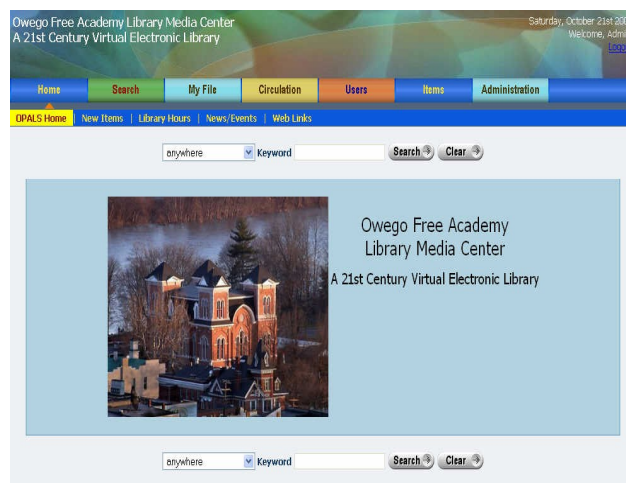 Owego Free Academy Library Media Center
A 21st Century Virtual Electronic Library
Saturday, October 21st
Welcome,
Home Search My File Circulation Users Items Administration
OPALS Home | New Items | Library Hours | News/Events | Web Links
anywhere Keyword Search Clear
Owego Free Academy
Library Media Center
A 21st Century Virtual Electronic Library
anywhere Keyword Search Clear